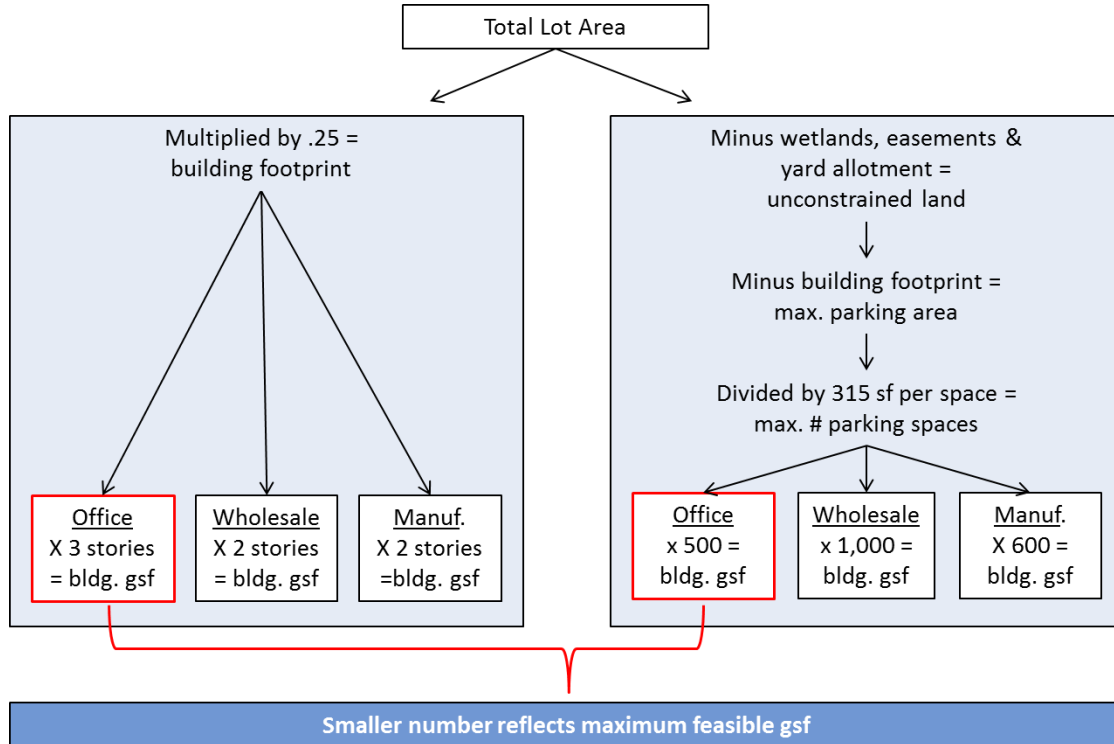 Total Lot Area
Multiplied by .25 =
building footprint
Office
X 3 stories
= bldg. gsf
Wholesale
X 2 stories
= bldg. gsf
Manuf.
X 2 stories
=bldg. gsf
Minus wetlands, easements &
yard allotment =
unconstrained land
Minus building footprint =
max. parking area
Divided by 315 sf per space =
max. # parking spaces
Office
x 500 =
bldg. gsf
Wholesale
x 1,000 =
bldg. gsf
Manuf.
X 600 =
bldg. gsf
Smaller number reflects maximum feasible gsf